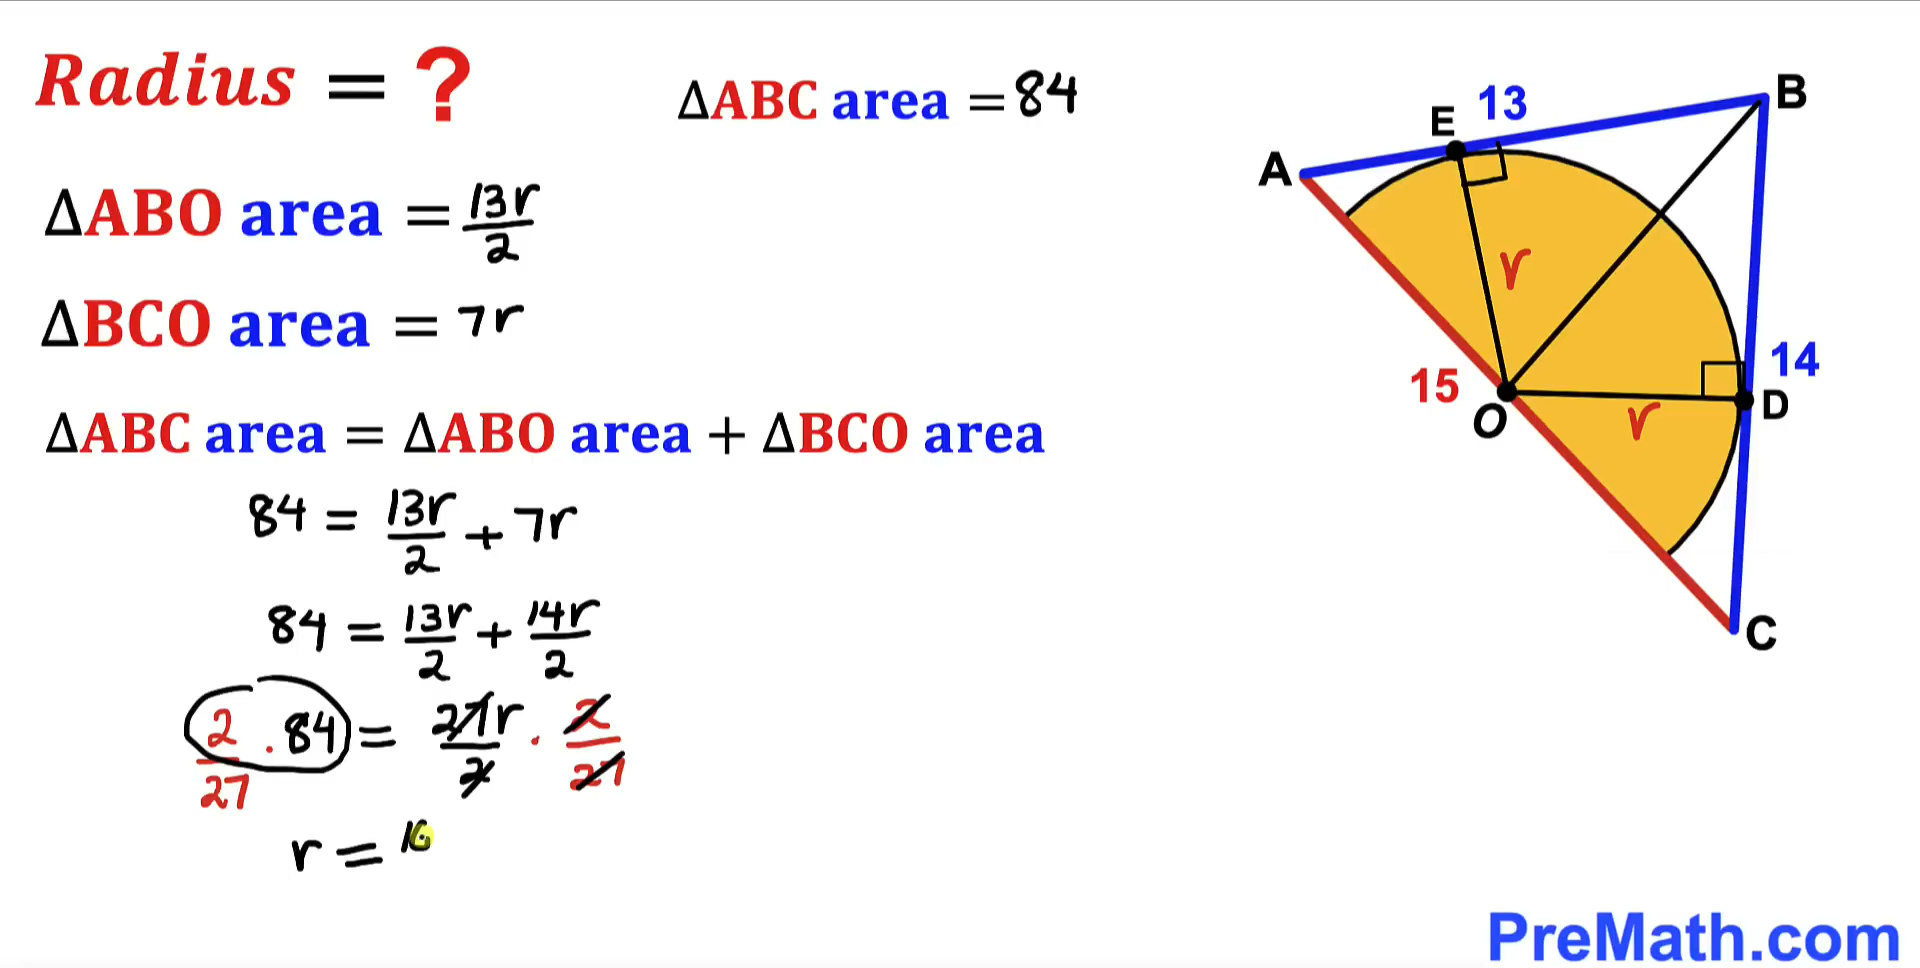 Radius = ?
ΔABC area = 84
ΔABO area = 13r/2
ΔBCO area = 7r
ΔABC area = ΔABO area + ΔBCO area
84 = 13r/2 + 7r
84 = 13r/2 + 14r/2
2/27 . 84 = 27r/2 . 2/27
r = 16
A
E
13
B
r
15
O
r
14
D
C
PreMath.com